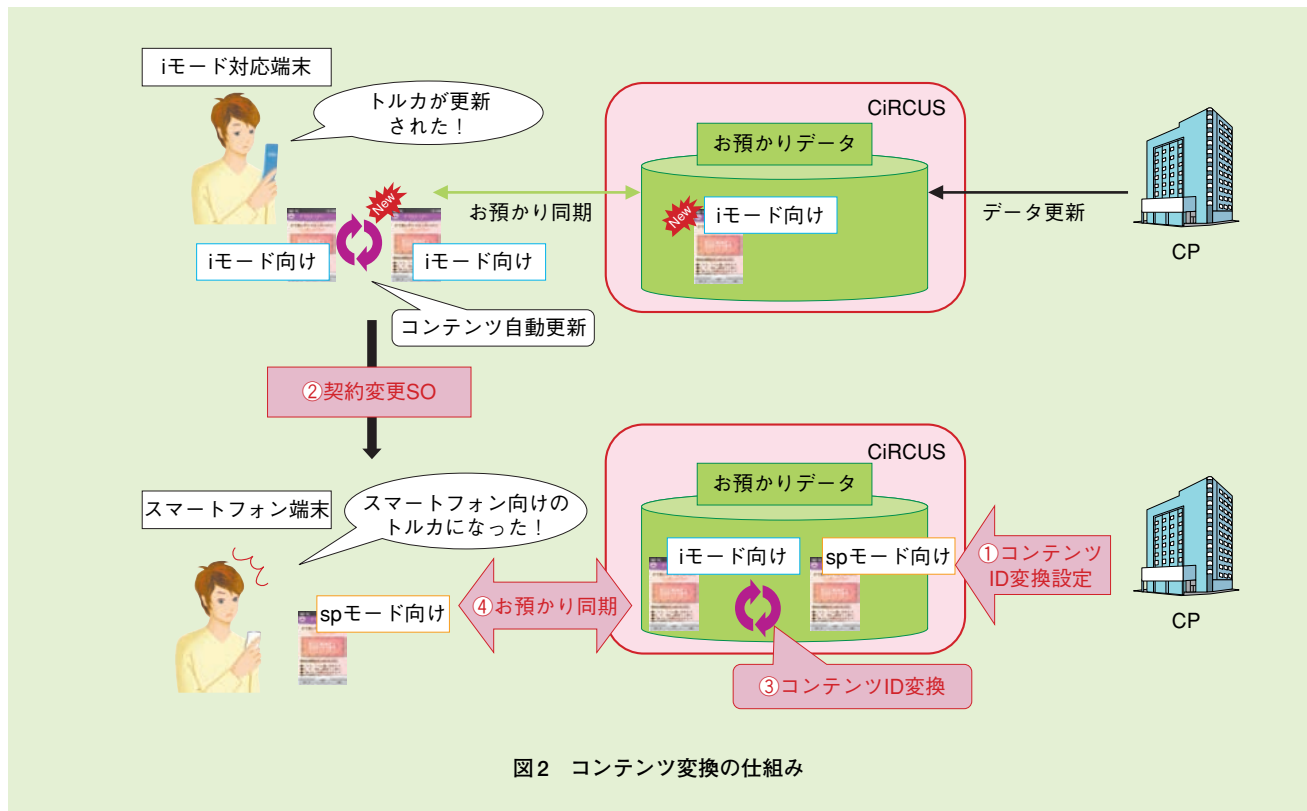 iモード対応端末
トルカが更新
された！
CiRCUS
お預かりデータ
New
お預かり同期
New
iモード向け
データ更新
CP
iモード向け
iモード向け
コンテンツ自動更新
②契約変更SO
CiRCUS
お預かりデータ
スマートフォン端末
スマートフォン向けの
トルカになった！
iモード向け
spモード向け
①コンテンツ
ID変換設定
spモード向け
④お預かり同期
CP
③コンテンツID変換
図2 コンテンツ変換の仕組み